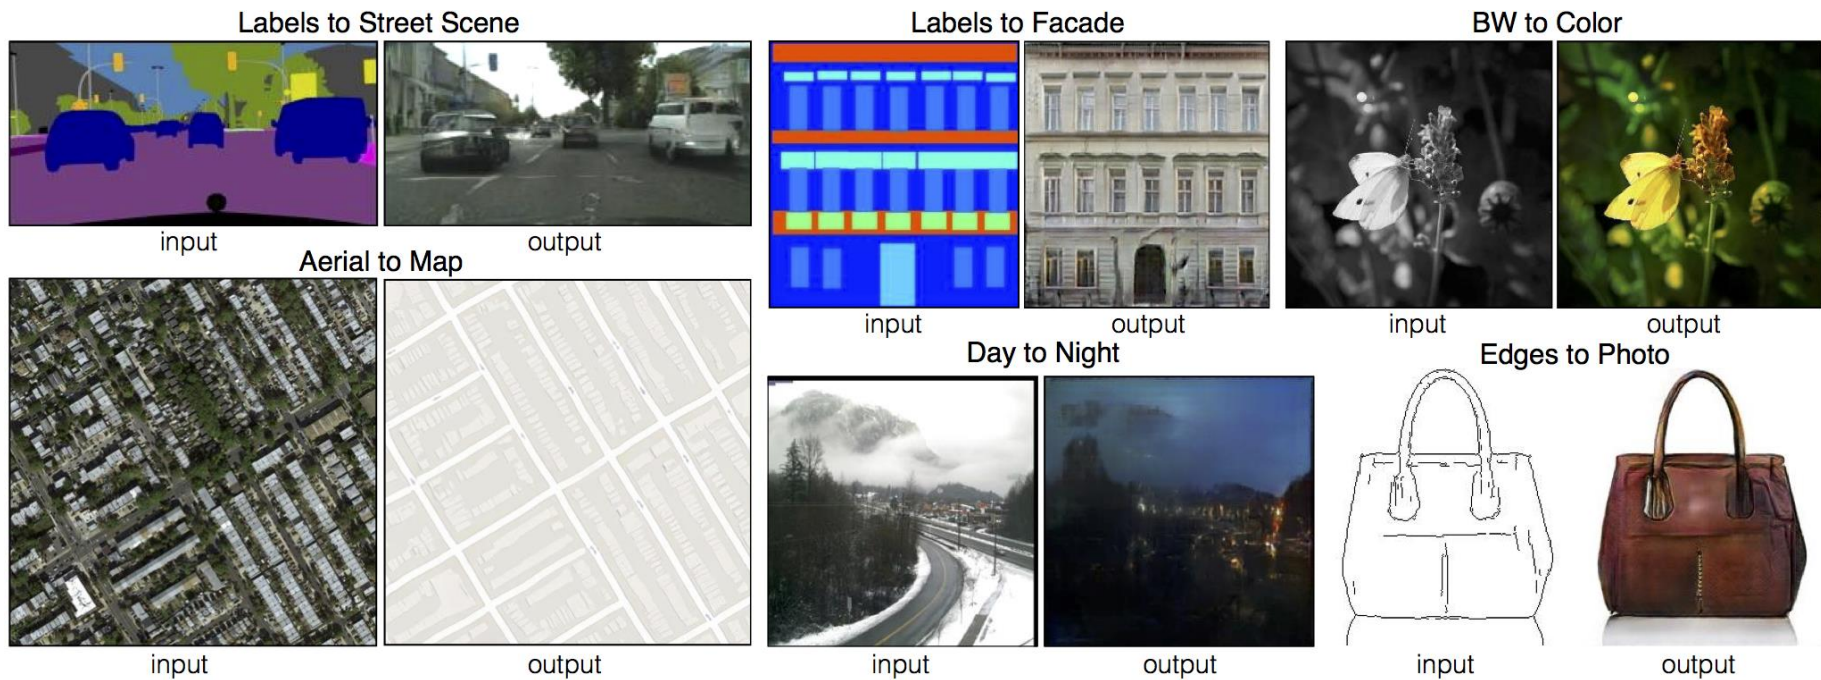 Labels to Street Scene
input
output
Aerial to Map
input
output
Labels to Facade
input
output
Day to Night
input
output
BW to Color
input
output
Edges to Photo
input
output